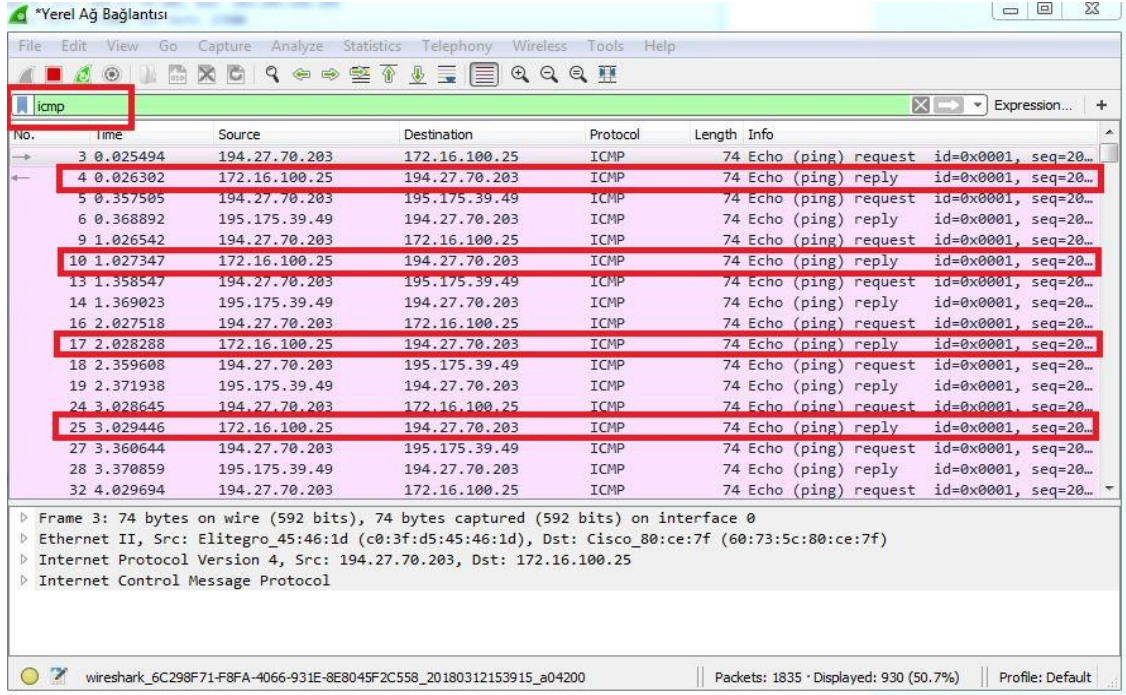 *Yerel Ağ Bağlantısı
File Edit View Go Capture Analyze Statistics Telephony Wireless Tools Help
icmp Expression... +
No. Time Source Destination Protocol Length Info
3 0.025494 194.27.70.203 172.16.100.25 ICMP 74 Echo (ping) request id=0x0001, seq=20…
4 0.026302 172.16.100.25 194.27.70.203 ICMP 74 Echo (ping) reply id=0x0001, seq=20…
5 0.357505 194.27.70.203 195.175.39.49 ICMP 74 Echo (ping) request id=0x0001, seq=20…
6 0.368892 195.175.39.49 194.27.70.203 ICMP 74 Echo (ping) reply id=0x0001, seq=20…
9 1.026542 194.27.70.203 172.16.100.25 ICMP 74 Echo (ping) request id=0x0001, seq=20…
10 1.027347 172.16.100.25 194.27.70.203 ICMP 74 Echo (ping) reply id=0x0001, seq=20…
13 1.358547 194.27.70.203 195.175.39.49 ICMP 74 Echo (ping) request id=0x0001, seq=20…
14 1.369023 195.175.39.49 194.27.70.203 ICMP 74 Echo (ping) reply id=0x0001, seq=20…
16 2.027518 194.27.70.203 172.16.100.25 ICMP 74 Echo (ping) request id=0x0001, seq=20…
17 2.028288 172.16.100.25 194.27.70.203 ICMP 74 Echo (ping) reply id=0x0001, seq=20…
18 2.359608 194.27.70.203 195.175.39.49 ICMP 74 Echo (ping) request id=0x0001, seq=20…
19 2.371938 195.175.39.49 194.27.70.203 ICMP 74 Echo (ping) reply id=0x0001, seq=20…
24 3.028645 194.27.70.203 172.16.100.25 ICMP 74 Echo (ping) request id=0x0001, seq=20…
25 3.029446 172.16.100.25 194.27.70.203 ICMP 74 Echo (ping) reply id=0x0001, seq=20…
27 3.360644 194.27.70.203 195.175.39.49 ICMP 74 Echo (ping) request id=0x0001, seq=20…
28 3.370859 195.175.39.49 194.27.70.203 ICMP 74 Echo (ping) reply id=0x0001, seq=20…
32 4.029694 194.27.70.203 172.16.100.25 ICMP 74 Echo (ping) request id=0x0001, seq=20…
Frame 3: 74 bytes on wire (592 bits), 74 bytes captured (592 bits) on interface 0
Ethernet II, Src: Elitegro_45:46:1d (c0:3f:d5:45:46:1d), Dst: Cisco_80:ce:7f (60:73:5c:80:ce:7f)
Internet Protocol Version 4, Src: 194.27.70.203, Dst: 172.16.100.25
Internet Control Message Protocol
wireshark_6C298F71-F8FA-4066-931E-8E8045F2C558_20180312153915_a04200 Packets: 1835 · Displayed: 930 (50.7%) Profile: Default